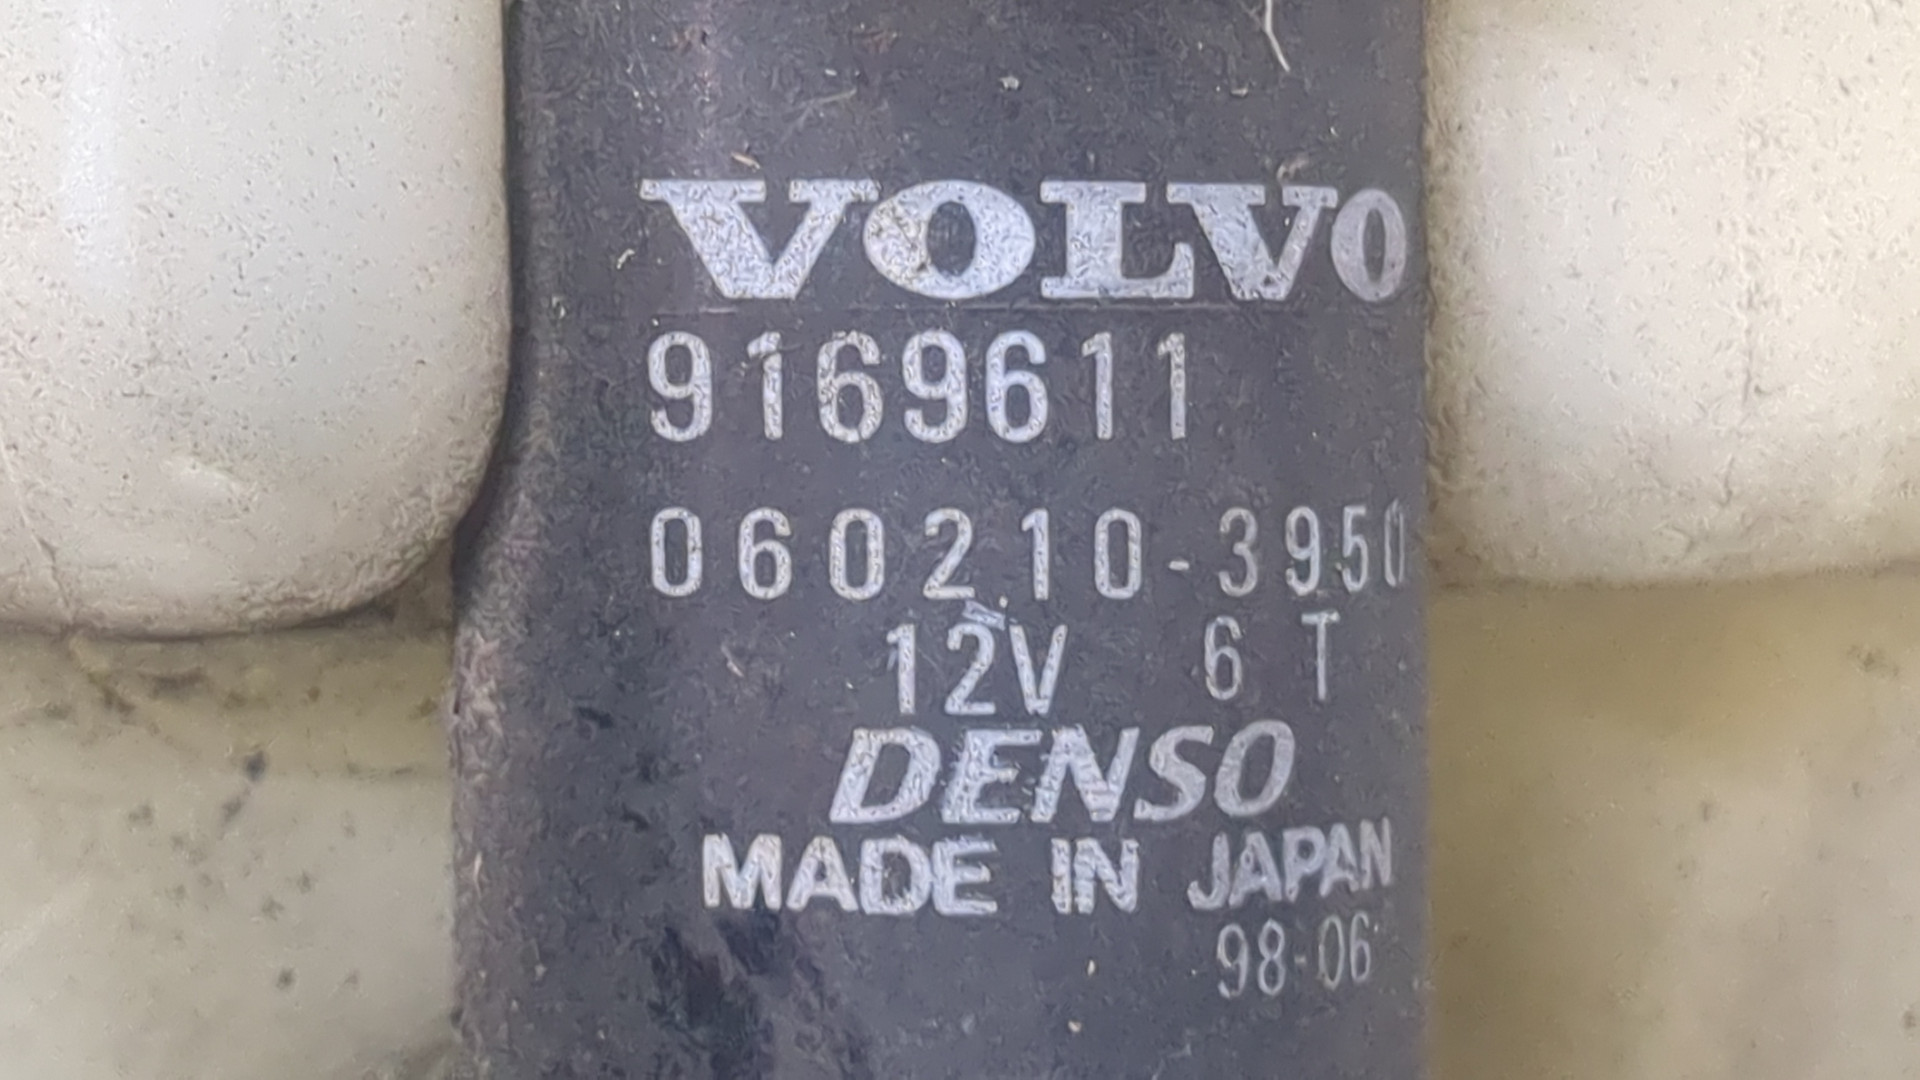 VOLVO
9169611
060210-3950
12V 6 T
DENSO
MADE IN JAPAN
98-06